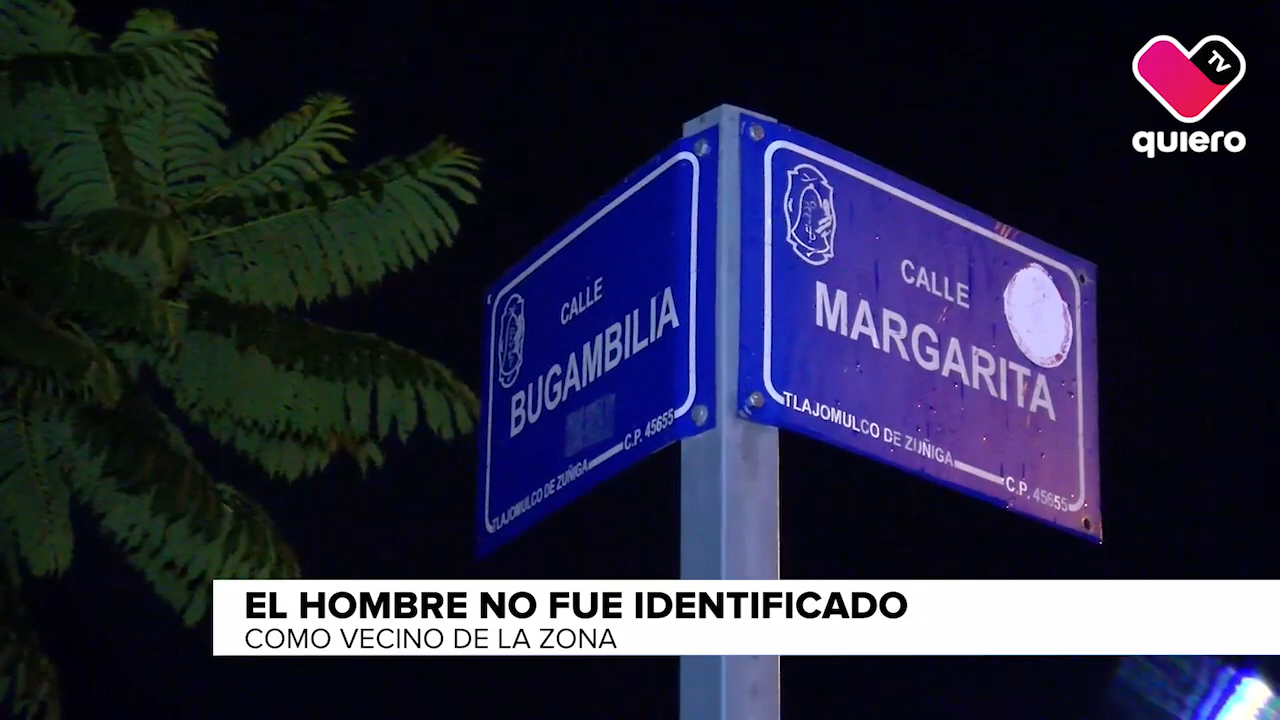 TV
quiero
CALLE
BUGAMBILIA
TLAJOMULCO DE ZUÑIGA
C.P. 45655
CALLE
MARGARITA
TLAJOMULCO DE ZUÑIGA
C.P. 45655
EL HOMBRE NO FUE IDENTIFICADO
COMO VECINO DE LA ZONA